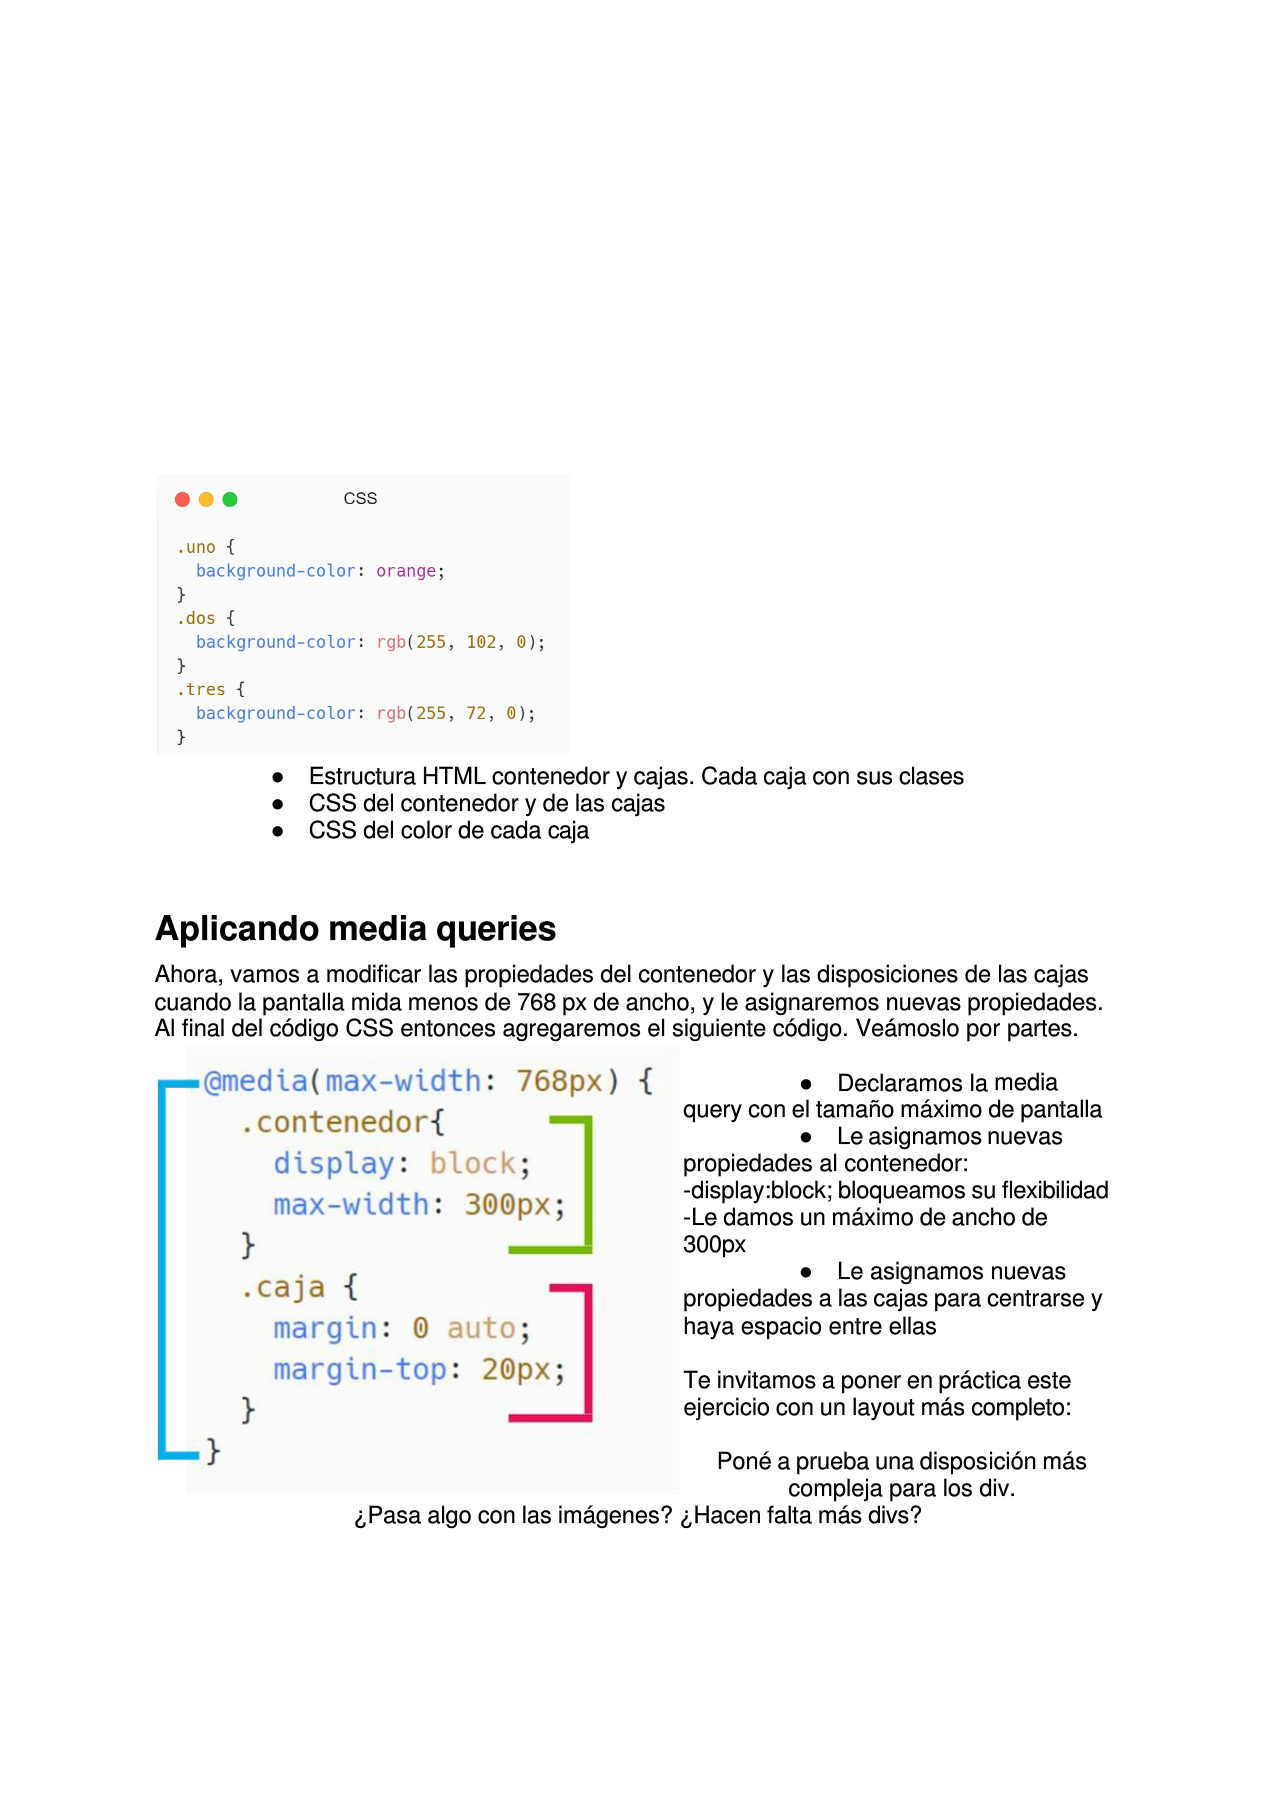 CSS
.uno {
background-color: orange;
}
.dos {
background-color: rgb(255, 102, 0);
}
.tres {
background-color: rgb(255, 72, 0);
}
● Estructura HTML contenedor y cajas. Cada caja con sus clases
● CSS del contenedor y de las cajas
● CSS del color de cada caja
Aplicando media queries
Ahora, vamos a modificar las propiedades del contenedor y las disposiciones de las cajas
cuando la pantalla mida menos de 768 px de ancho, y le asignaremos nuevas propiedades.
Al final del código CSS entonces agregaremos el siguiente código. Veámoslo por partes.
@media(max-width: 768px) {
.contenedor{
display: block;
max-width: 300px;
}
.caja {
margin: 0 auto;
margin-top: 20px;
}
}
● Declaramos la media
query con el tamaño máximo de pantalla
● Le asignamos nuevas
propiedades al contenedor:
-display:block; bloqueamos su flexibilidad
-Le damos un máximo de ancho de
300px
● Le asignamos nuevas
propiedades a las cajas para centrarse y
haya espacio entre ellas
Te invitamos a poner en práctica este
ejercicio con un layout más completo:
Poné a prueba una disposición más
compleja para los div.
¿Pasa algo con las imágenes? ¿Hacen falta más divs?